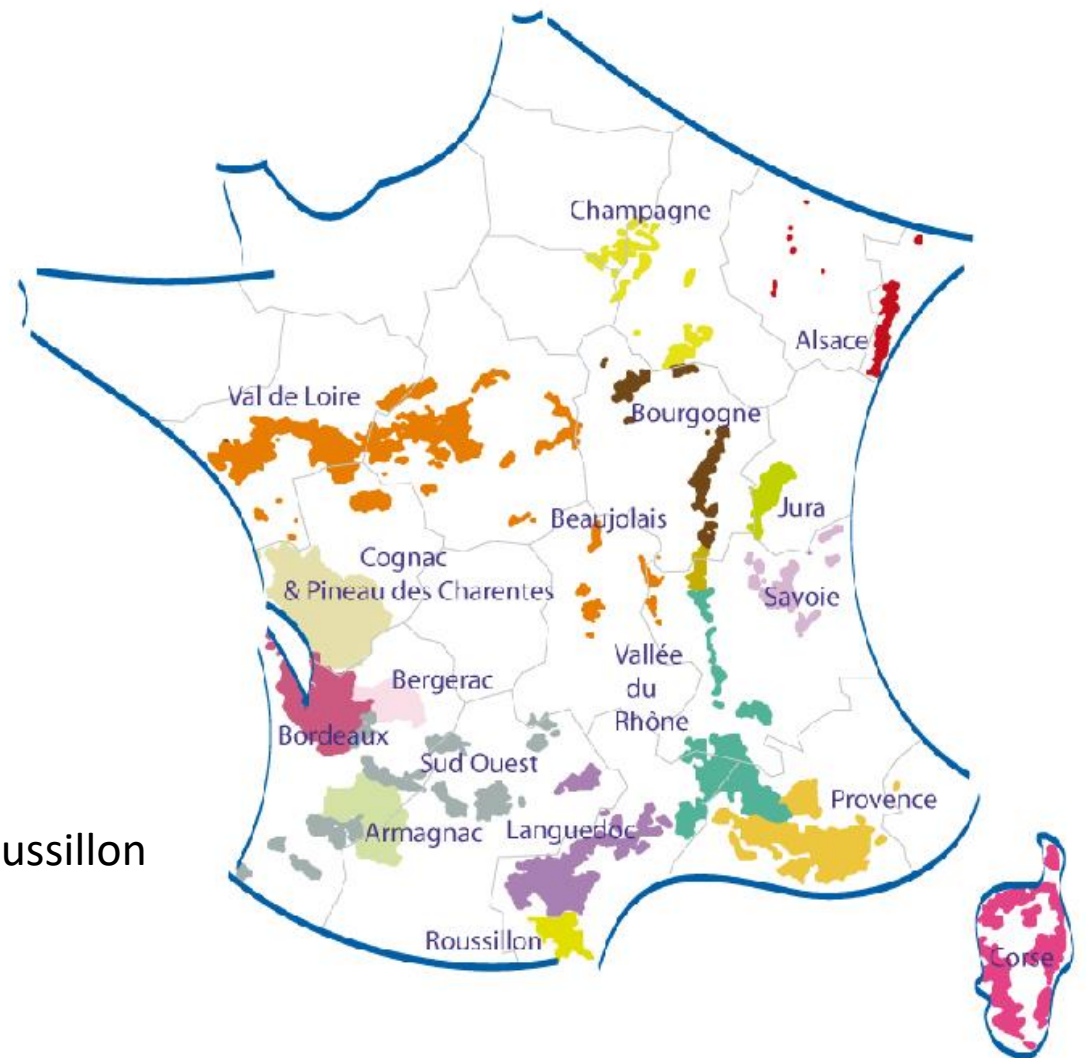 Champagne
Alsace
Val de Loire
Bourgogne
Jura
Beaujolais
Cognac
& Pineau des Charentes
Savoie
Vallée
du
Rhône
Bergerac
Bordeaux
Sud Ouest
Provence
Armagnac
Languedoc
ussillon
Roussillon
Corse